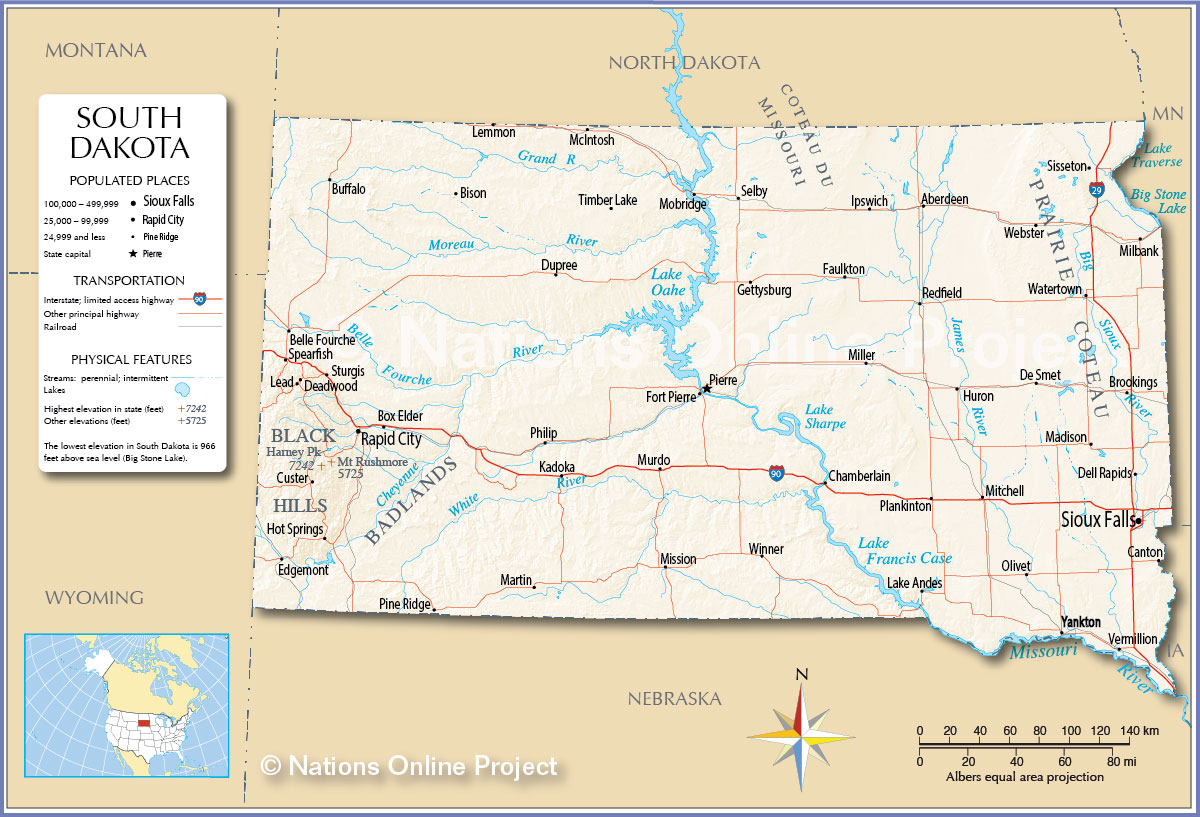 MONTANA
NORTH DAKOTA
MN
SOUTH
DAKOTA
POPULATED PLACES
100,000 – 499,999 Sioux Falls
25,000 – 99,999 Rapid City
24,999 and less Pine Ridge
State capital Pierre
TRANSPORTATION
Interstate; limited access highway 90
Other principal highway
Railroad
PHYSICAL FEATURES
Streams: perennial; intermittent
Lakes
Highest elevation in state (feet) +7242
Other elevations (feet) +5725
The lowest elevation in South Dakota is 966
feet above sea level (Big Stone Lake).
COTEAU DU
MISSOURI
Lemmon
McIntosh
Grand R
Lake
Traverse
Sisseton
29
Big Stone
Lake
Buffalo
Bison
Timber Lake
Mobridge
Selby
Ipswich
Aberdeen
PRAIRIE
COTEAU
Webster
Milbank
Moreau
River
Dupree
Lake
Oahe
Gettysburg
Faulkton
Redfield
Watertown
Big
Sioux
River
© Nations Online Project
Belle Fourche
Spearfish
Lead
Deadwood
Sturgis
Belle
Fourche
River
Miller
James
River
De Smet
Brookings
Pierre
Fort Pierre
Huron
Box Elder
Rapid City
Lake
Sharpe
BLACK
HILLS
Harney Pk
7242 +
+ Mt Rushmore
5725
Custer
Cheyenne
BADLANDS
Philip
Kadoka
Murdo
90
Chamberlain
Madison
Dell Rapids
White
River
Plankinton
Mitchell
Sioux Falls
Hot Springs
Edgemont
Lake
Francis Case
Canton
Mission
Winner
Olivet
Martin
Lake Andes
Pine Ridge
Yankton
Vermillion
Missouri
River
IA
WYOMING
NEBRASKA
N
0 20 40 60 80 100 120 140 km
0 20 40 60 80 mi
Albers equal area projection
© Nations Online Project